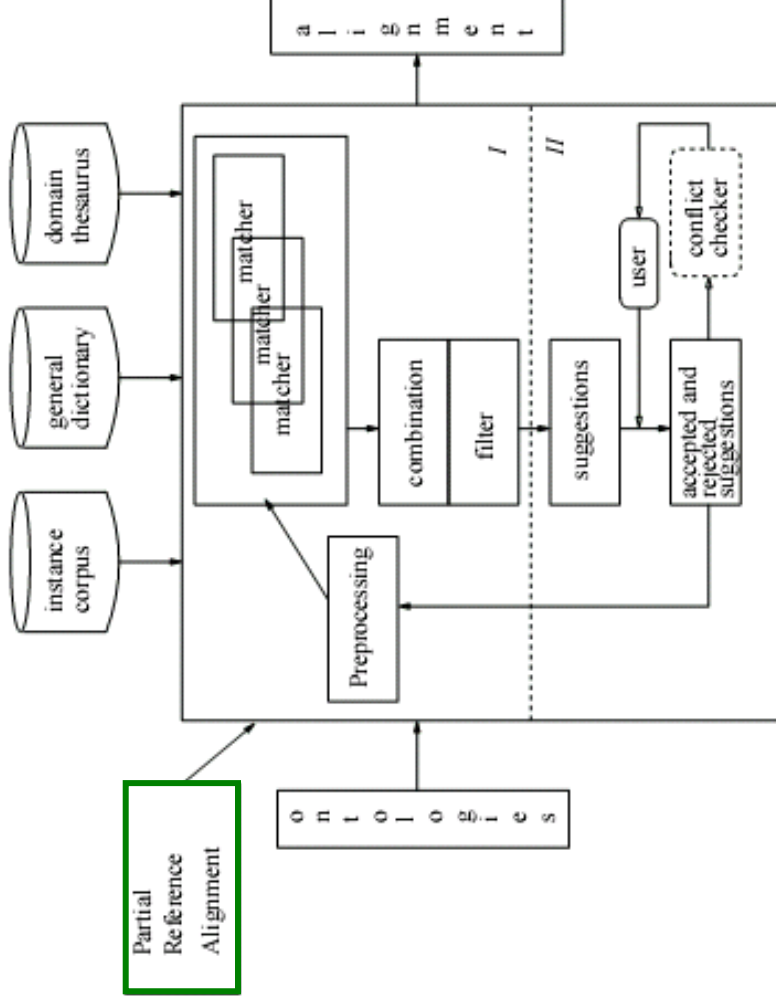 instance
corpus
general
dictionary
domain
thesaurus
Partial
Reference
Alignment
ontologies
Preprocessing
matcher
matcher
matcher
combination
filter
I
II
suggestions
accepted and
rejected
suggestions
user
conflict
checker
alignment